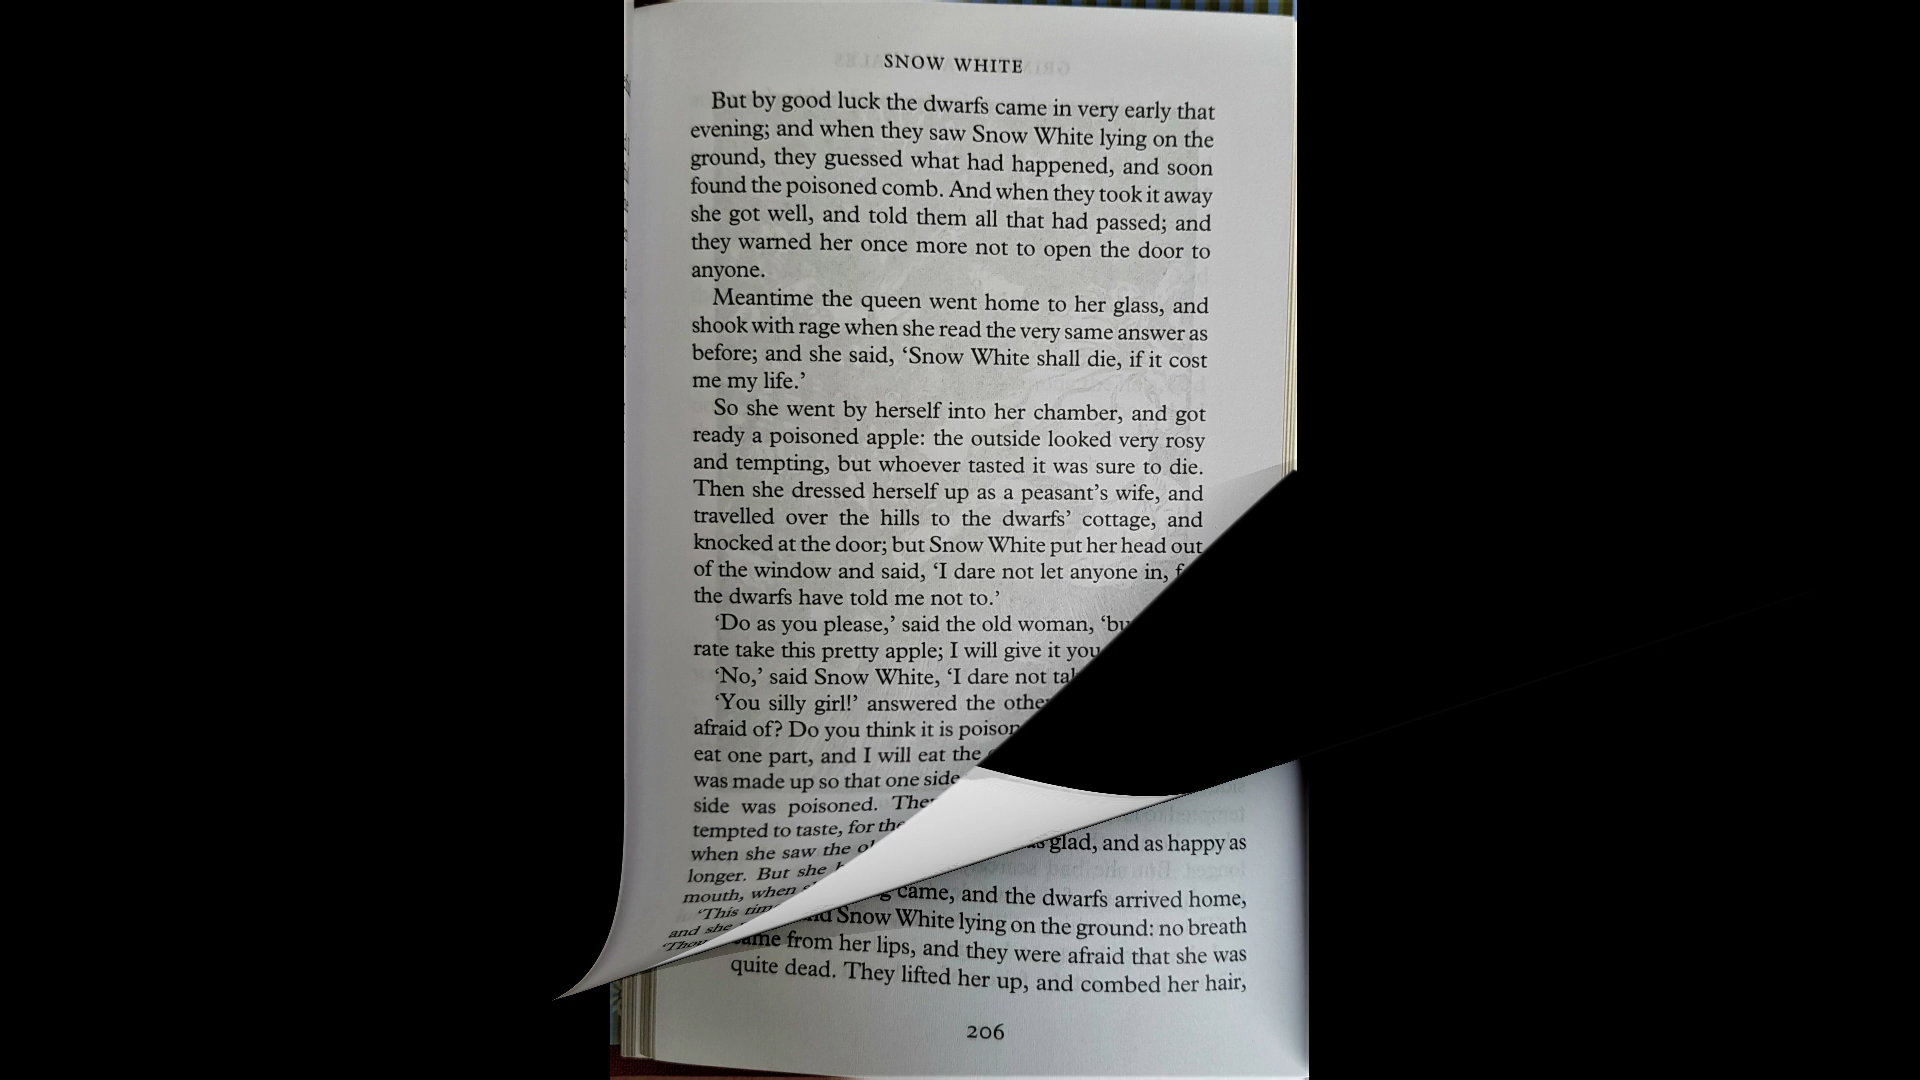 SNOW WHITE
But by good luck the dwarfs came in very early that
evening; and when they saw Snow White lying on the
ground, they guessed what had happened, and soon
found the poisoned comb. And when they took it away
she got well, and told them all that had passed; and
they warned her once more not to open the door to
anyone.
Meantime the queen went home to her glass, and
shook with rage when she read the very same answer as
before; and she said, ‘Snow White shall die, if it cost
me my life.’
So she went by herself into her chamber, and got
ready a poisoned apple: the outside looked very rosy
and tempting, but whoever tasted it was sure to die.
Then she dressed herself up as a peasant’s wife, and
travelled over the hills to the dwarfs’ cottage, and
knocked at the door; but Snow White put her head out
of the window and said, ‘I dare not let anyone in,
the dwarfs have told me not to.’
‘Do as you please,’ said the old woman,
rate take this pretty apple; I will give it you
‘No,’ said Snow White, ‘I dare not
‘You silly girl!’ answered the
afraid of? Do you think it is
eat one part, and I will eat the
was made up so that one side
side was poisoned.
tempted to taste, for
when she saw the
longer. But she
mouth, when
‘This
and she
glad, and as happy as
came, and the dwarfs arrived home,
Snow White lying on the ground: no breath
came from her lips, and they were afraid that she was
quite dead. They lifted her up, and combed her hair,
206